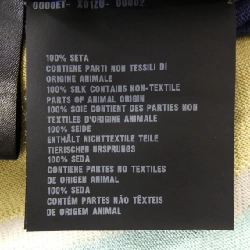 100% SETA
CONTIENE PARTI NON TESSILI DI
ORIGINE ANIMALE
100% SILK CONTAINS NON-TEXTILE
PARTS OF ANIMAL ORIGIN
100% SOIE CONTIENT DES PARTIES NON
TEXTILES D'ORIGINE ANIMALE
100% SEIDE
ENTHÄLT NICHTTEXTILE TEILE
TIERISCHEN URSPRUNGS
100% SEDA
CONTIENE PARTES NO TEXTILES
DE ORIGEN ANIMAL
100% SEDA
CONTÉM PARTES NÃO TÊXTEIS
DE ORIGEM ANIMAL